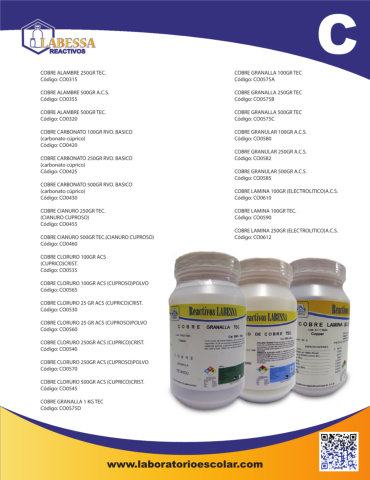 LABESSA
REACTIVOS
C
COBRE ALAMBRE 250GR TEC.
Código: CO0315
COBRE ALAMBRE 500GR A.C.S.
Código: CO0355
COBRE ALAMBRE 500GR TEC.
Código: CO0320
COBRE CARBONATO 100GR RVO. BASICO
(carbonato cúprico)
Código: CO0420
COBRE CARBONATO 250GR RVO. BASICO
(carbonato cúprico)
Código: CO0425
COBRE CARBONATO 500GR RVO. BASICO
(carbonato cúprico)
Código: CO0430
COBRE CIANURO 250GR TEC.
(CIANURO CUPROSO)
Código: CO0455
COBRE CIANURO 500GR TEC.(CIANURO CUPROSO)
Código: CO0460
COBRE CLORURO 100GR ACS
(CUPRICO)CRIST.
Código: CO0535
COBRE CLORURO 100GR ACS (CUPROSO)POLVO
Código: CO0565
COBRE CLORURO 25 GR ACS (CUPRICO)CRIST.
Código: CO0530
COBRE CLORURO 25 GR ACS (CUPROSO)POLVO
Código: CO0560
COBRE CLORURO 250GR ACS (CUPRICO)CRIST.
Código: CO0540
COBRE CLORURO 250GR ACS (CUPROSO)POLVO
Código: CO0570
COBRE CLORURO 500GR ACS (CUPRICO)CRIST.
Código: CO0545
COBRE GRANALLA 1 KG TEC
Código: CO0575D
COBRE GRANALLA 100GR TEC
Código: CO0575A
COBRE GRANALLA 250GR TEC
Código: CO0575B
COBRE GRANALLA 500GR TEC
Código: CO0575C
COBRE GRANULAR 100GR A.C.S.
Código: CO0580
COBRE GRANULAR 250GR A.C.S.
Código: CO0582
COBRE GRANULAR 500GR A.C.S.
Código: CO0585
COBRE LAMINA 100GR.(ELECTROLITICO)A.C.S.
Código: CO0610
COBRE LAMINA 100GR TEC.
Código: CO0590
COBRE LAMINA 250GR.(ELECTROLITICO)A.C.S.
Código: CO0612
Reactivos LABESSA
COBRE GRANALLA TEC.
Reactivos LABESSA
DE COBRE TEC.
COBRE LAMINA
Copper
www.laboratorioescolar.com